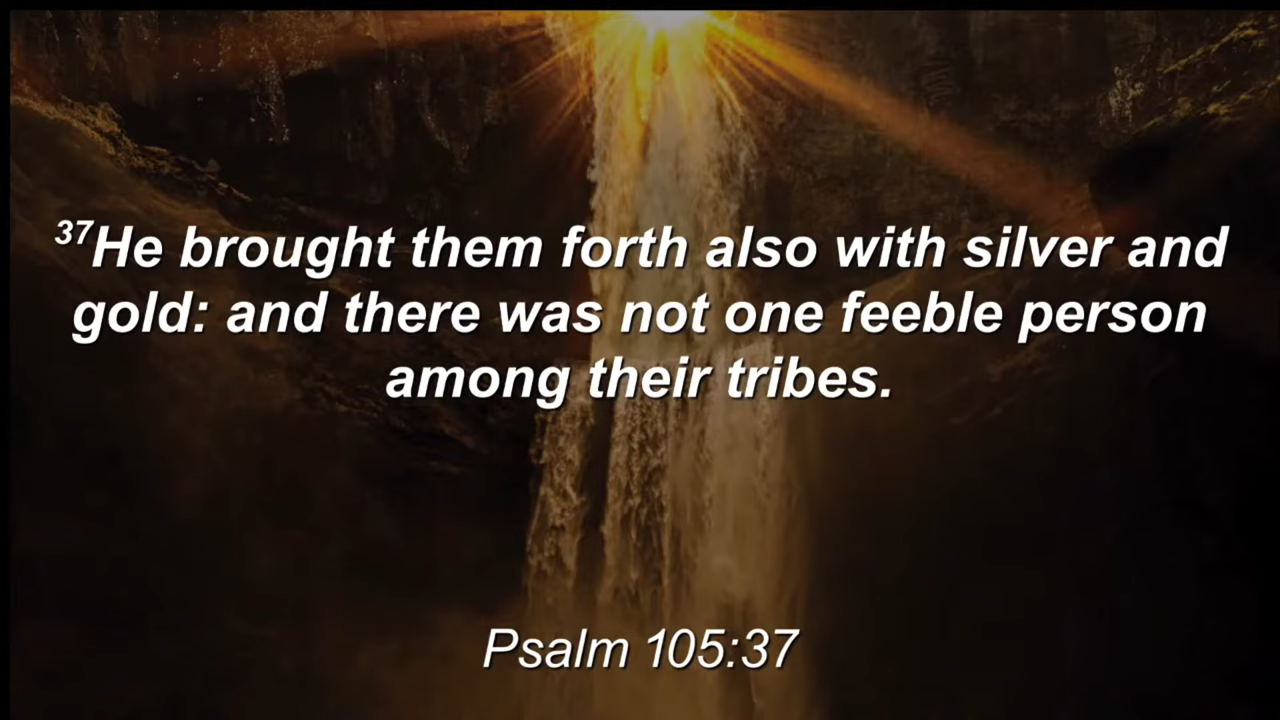 ³⁷He brought them forth also with silver and
gold: and there was not one feeble person
among their tribes.
Psalm 105:37